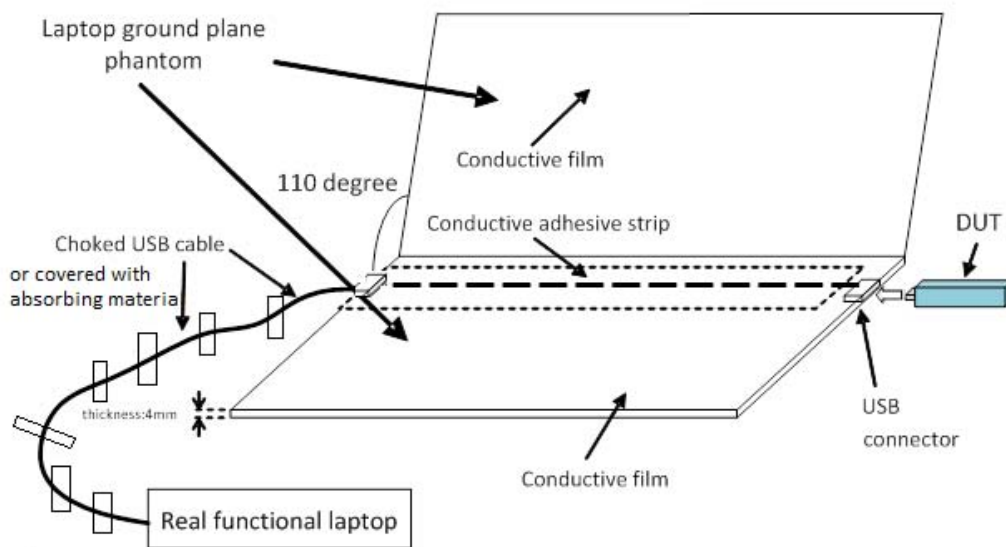 Laptop ground plane
phantom
Conductive film
110 degree
Conductive adhesive strip
DUT
Choked USB cable
or covered with
absorbing materia
thickness:4mm
USB
connector
Conductive film
Real functional laptop